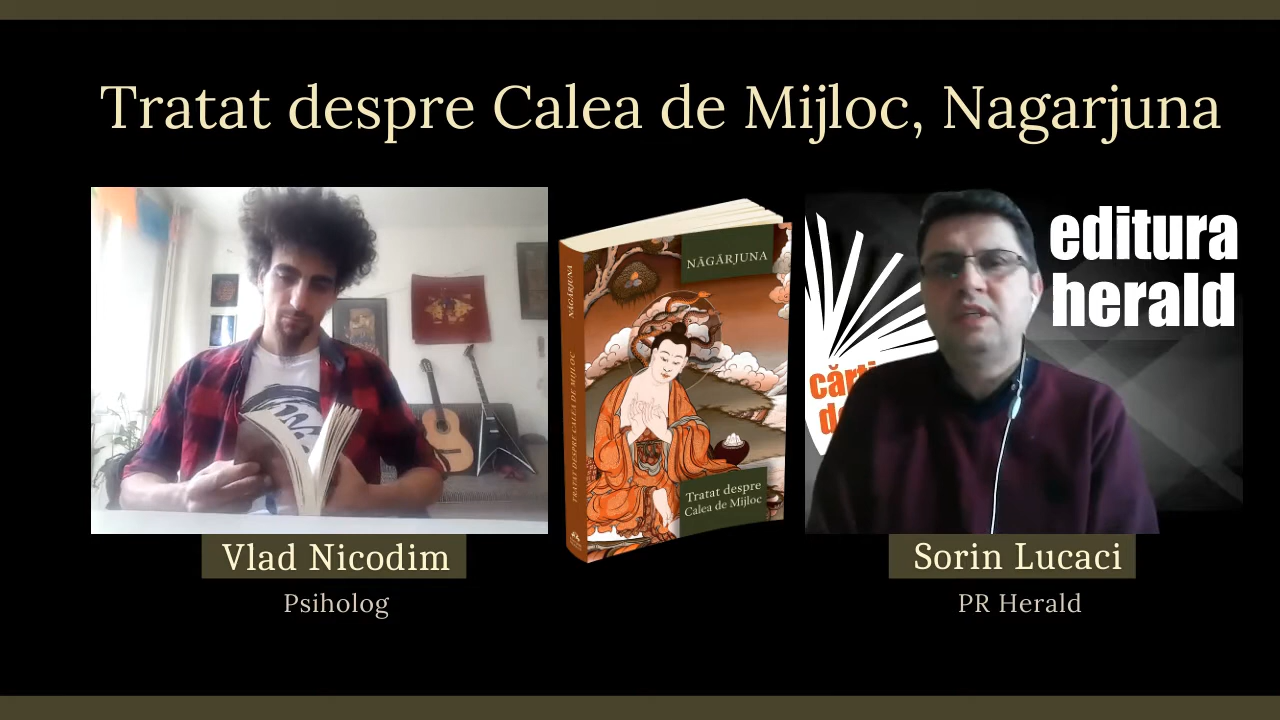 Tratat despre Calea de Mijloc, Nagarjuna
NĀGĀRJUNA
TRATAT DESPRE CALEA DE MIJLOC
NĀGĀRJUNA
Tratat despre
Calea de Mijloc
editura
herald
Vlad Nicodim
Psiholog
Sorin Lucaci
PR Herald